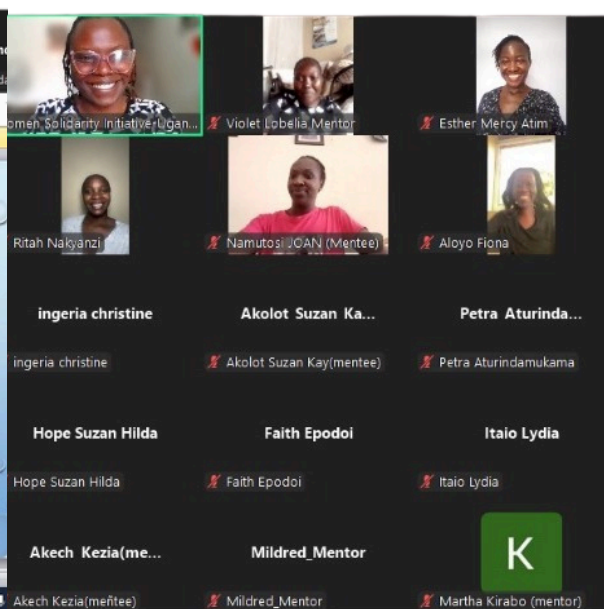 omen Solidarity Initiative-Ugan...
Violet Lobelia Mentor
Esther Mercy Atim
Ritah Nakyanzi
Namutosi JOAN (Mentee)
Aloyo Fiona
ingeria christine
Akolot Suzan Ka...
Petra Aturinda...
ingeria christine
Akolot Suzan Kay(mentee)
Petra Aturindamukama
Hope Suzan Hilda
Faith Epodoi
Itaio Lydia
Hope Suzan Hilda
Faith Epodoi
Itaio Lydia
Akech Kezia(me...
Mildred_Mentor
K
Akech Kezia(meñtee)
Mildred_Mentor
Martha Kirabo (mentor)